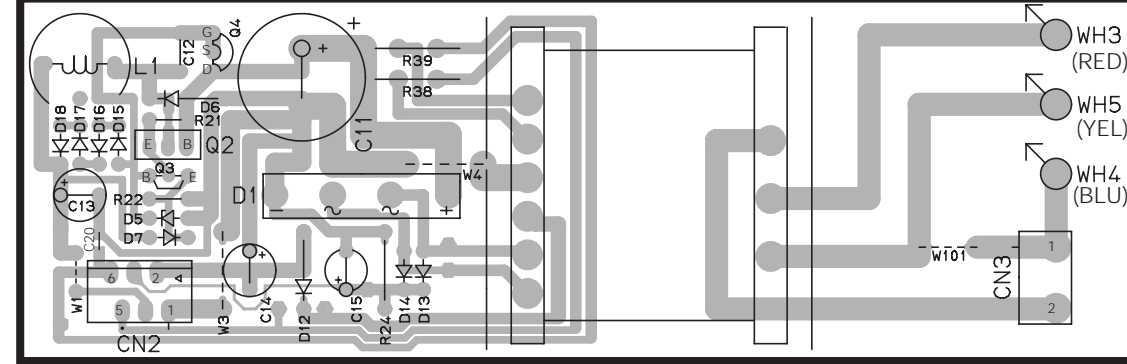 G
S
D
Q4
C12
+
+
L1
R39
R38
C11
D18
D17
D16
D15
D6
R21
E
B
Q2
Q3
B
E
+
C13
R22
D5
D7
C20
D1
−
~
~
+
W4
W1
6
2
5
1
CN2
W3
+
C14
D12
+
C15
R24
D14
D13
WH3
(RED)
WH5
(YEL)
WH4
(BLU)
W101
CN3
1
2